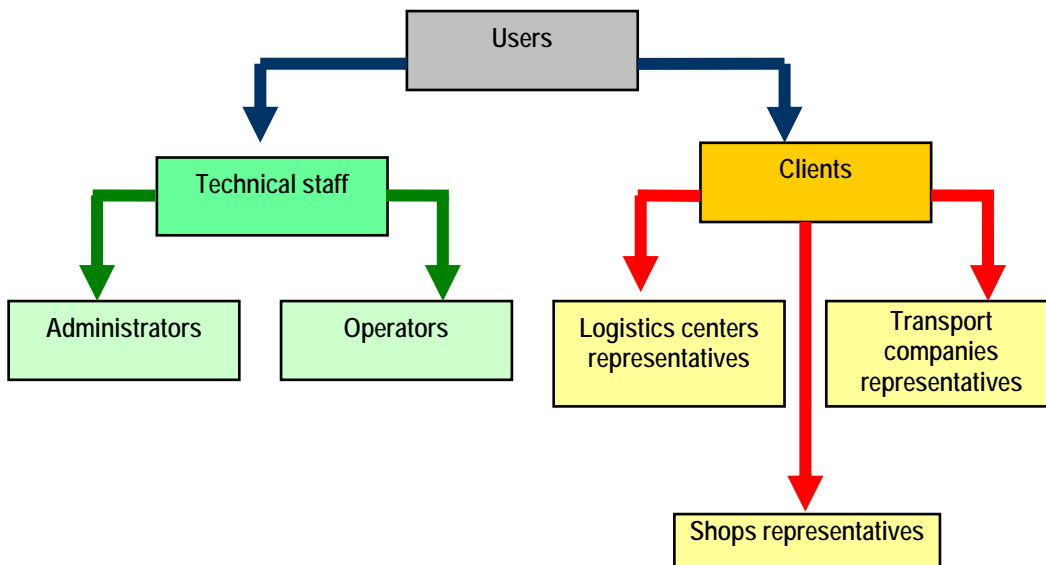 Users
Technical staff
Clients
Administrators
Operators
Logistics centers
representatives
Transport
companies
representatives
Shops representatives